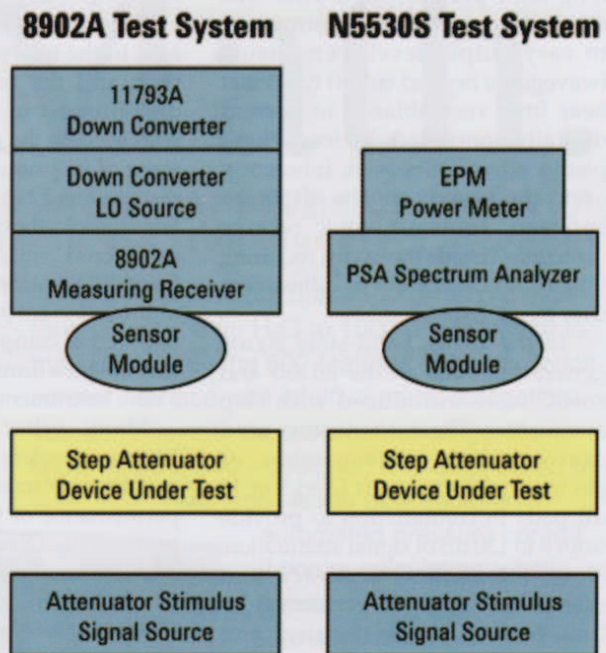 8902A Test System
11793A
Down Converter
Down Converter
LO Source
8902A
Measuring Receiver
Sensor
Module
Step Attenuator
Device Under Test
Attenuator Stimulus
Signal Source
N5530S Test System
EPM
Power Meter
PSA Spectrum Analyzer
Sensor
Module
Step Attenuator
Device Under Test
Attenuator Stimulus
Signal Source